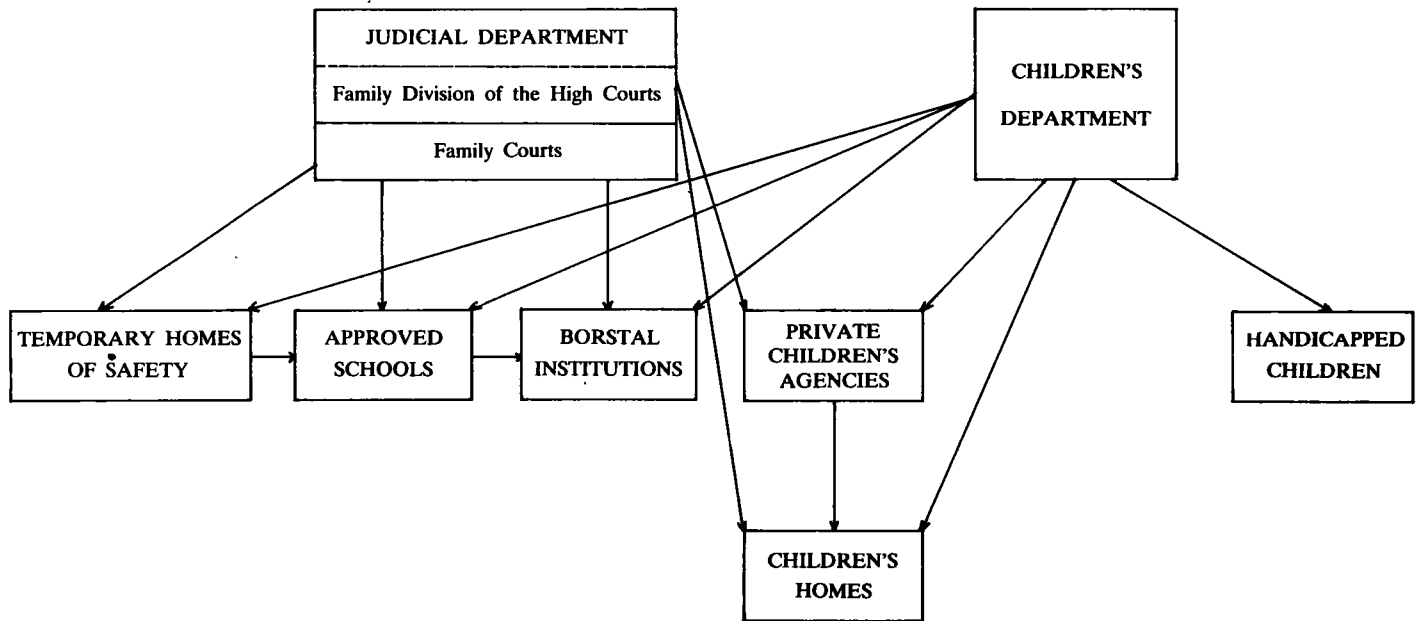 JUDICIAL DEPARTMENT
Family Division of the High Courts
Family Courts
CHILDREN'S
DEPARTMENT
TEMPORARY HOMES
OF SAFETY
APPROVED
SCHOOLS
BORSTAL
INSTITUTIONS
PRIVATE
CHILDREN'S
AGENCIES
HANDICAPPED
CHILDREN
CHILDREN'S
HOMES